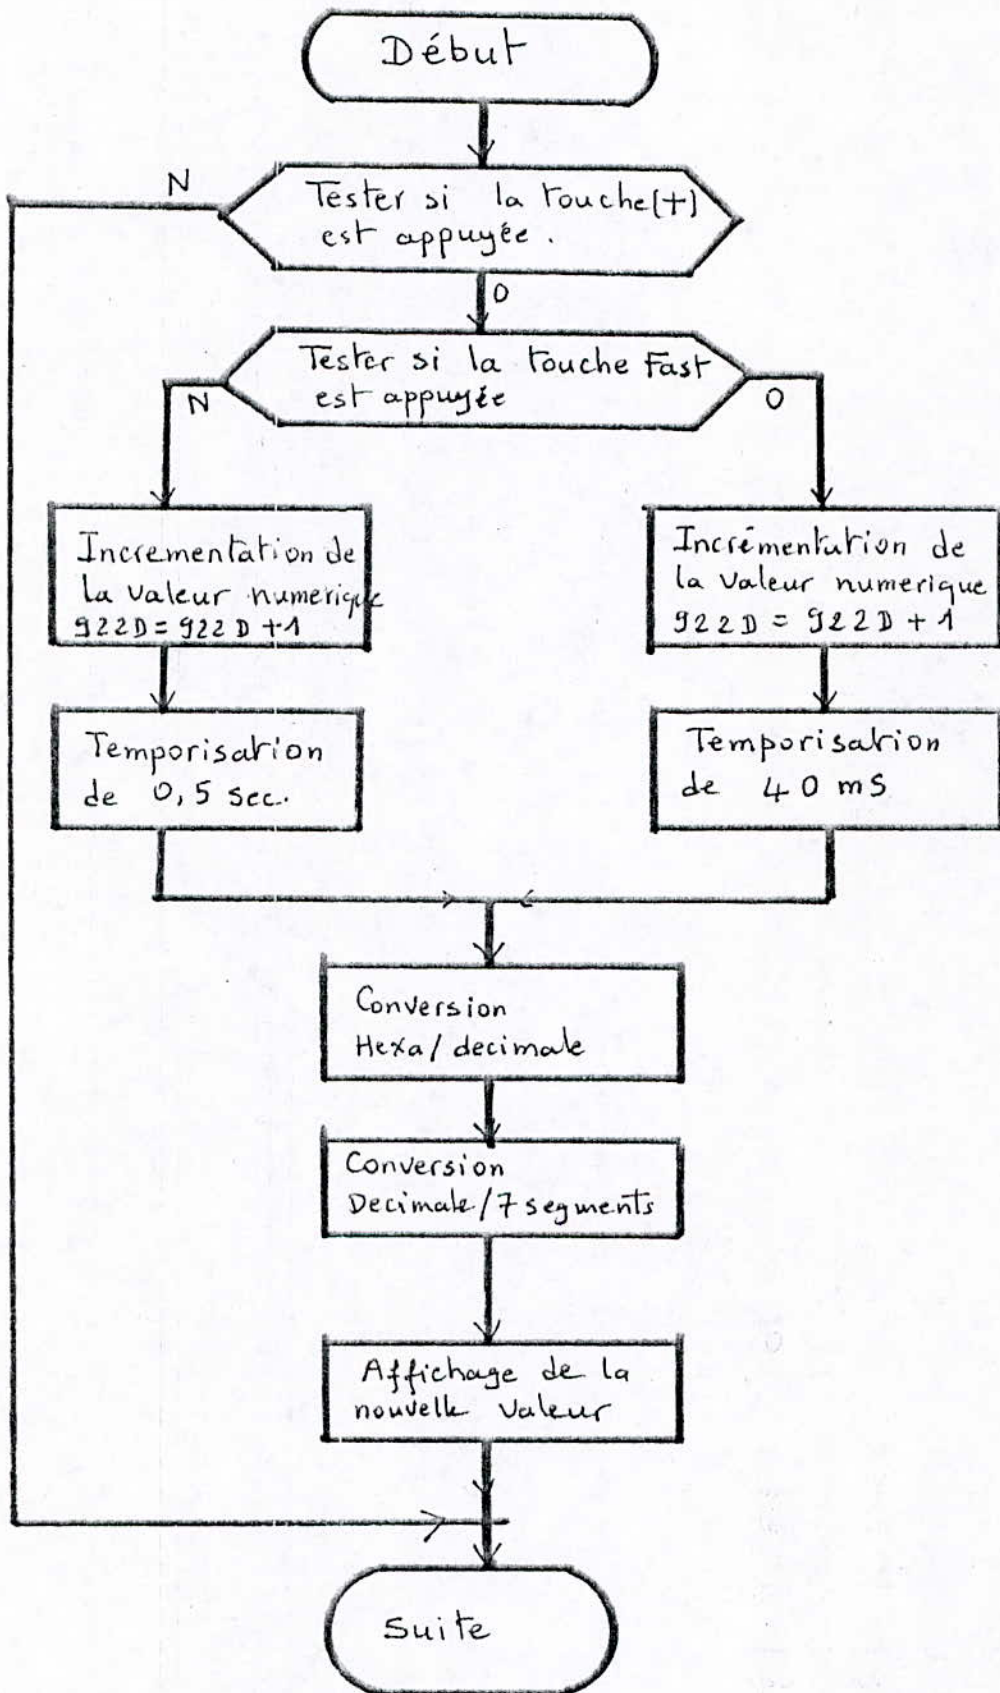 Début
N
Tester si la touche (+)
est appuyée.
O
Tester si la touche Fast
est appuyée
N
O
Incrementation de
la valeur numerique
922D = 922D + 1
Incrémentation de
la valeur numerique
922D = 922D + 1
Temporisation
de 0,5 sec.
Temporisation
de 40 mS
Conversion
Hexa/decimale
Conversion
Decimale/7 segments
Affichage de la
nouvelle valeur
Suite